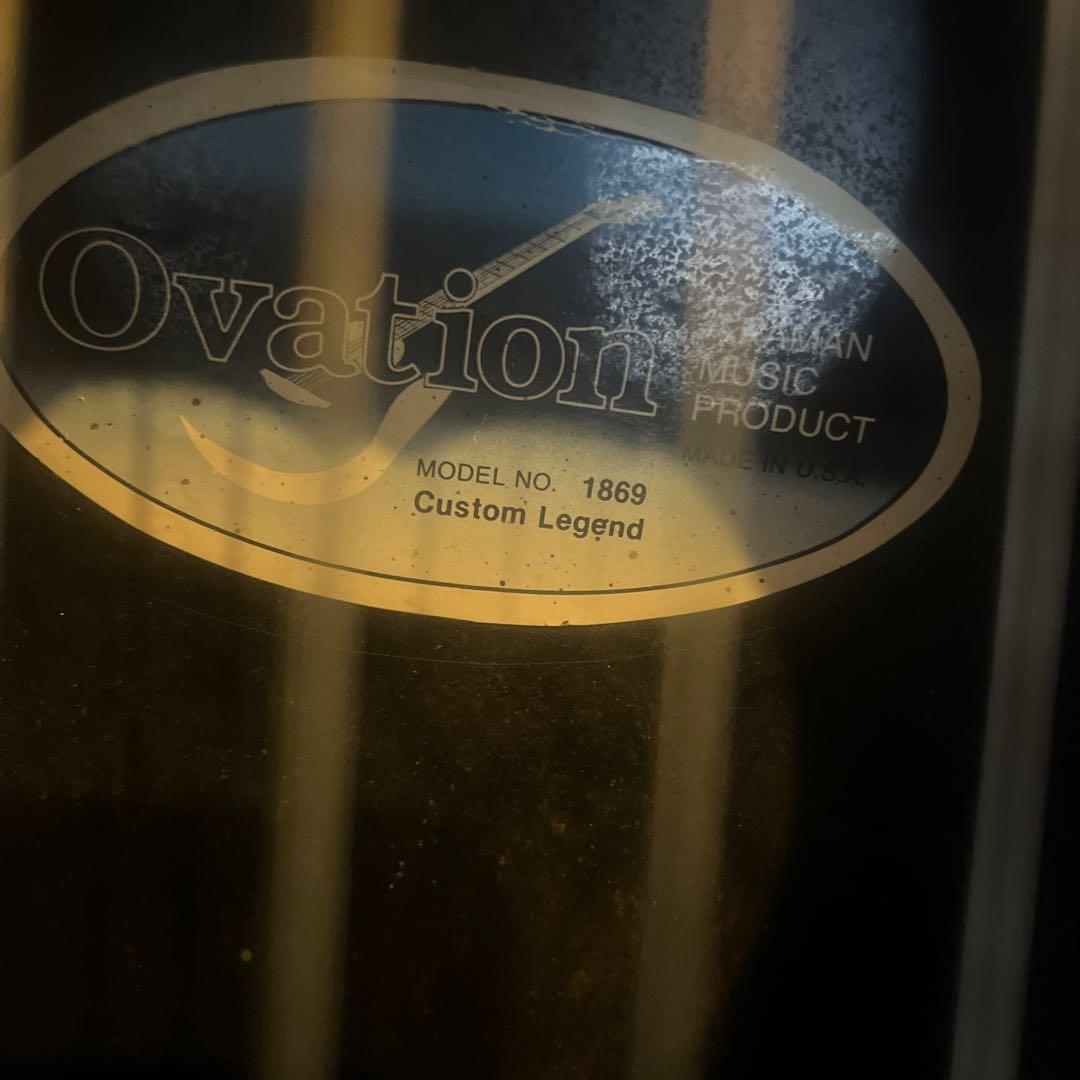 Ovation
MUSIC
PRODUCT
MADE IN U.S.A.
MODEL NO. 1869
Custom Legend